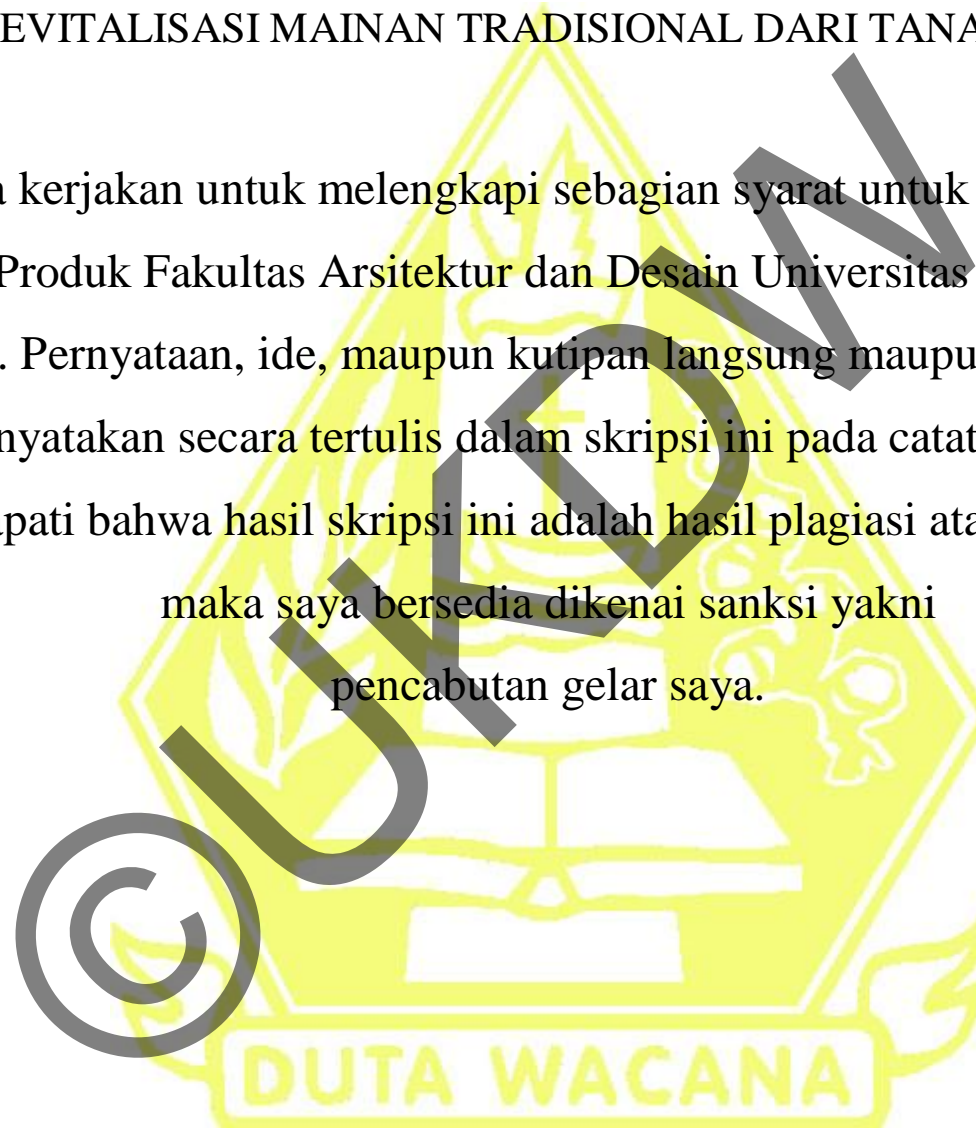 EVITALISASI MAINAN TRADISIONAL DARI TANA
kerjakan untuk melengkapi sebagian syarat untuk
Produk Fakultas Arsitektur dan Desain Universitas
. Pernyataan, ide, maupun kutipan langsung maupu
nyatakan secara tertulis dalam skripsi ini pada catat
pati bahwa hasil skripsi ini adalah hasil plagiasi ata
maka saya bersedia dikenai sanksi yakni
pencabutan gelar saya.
©UKDW
DUTA WACANA